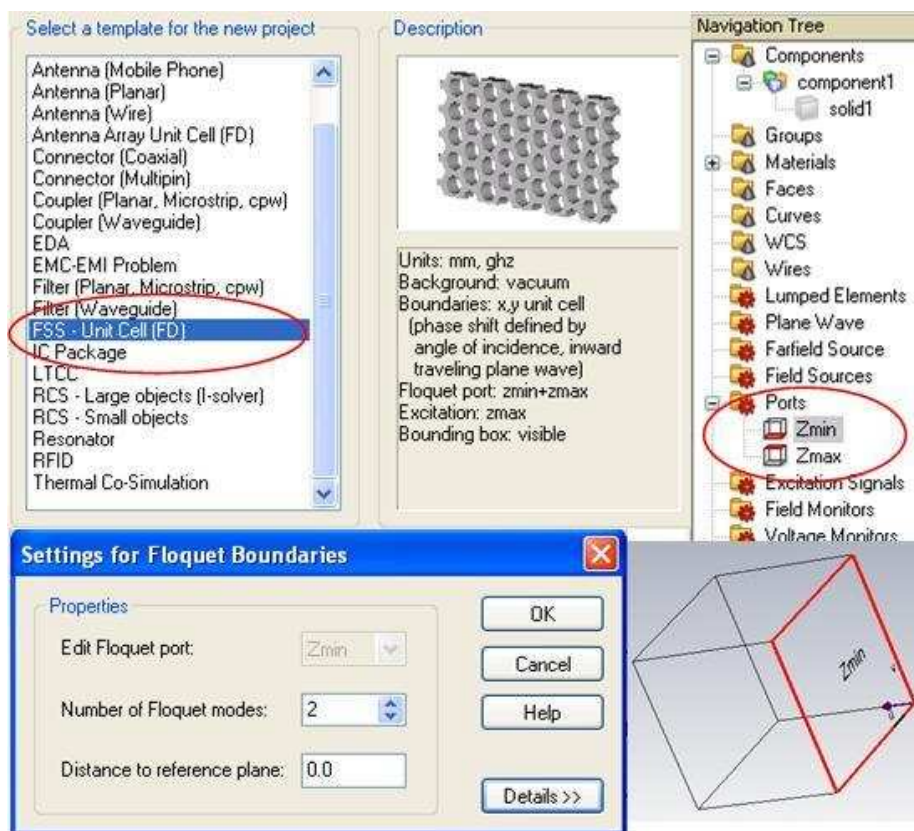 Select a template for the new project
Antenna (Mobile Phone)
Antenna (Planar)
Antenna (Wire)
Antenna Array Unit Cell (FD)
Connector (Coaxial)
Connector (Multipin)
Coupler (Planar, Microstrip, cpw)
Coupler (Waveguide)
EDA
EMC-EMI Problem
Filter (Planar, Microstrip, cpw)
Filter (Waveguide)
FSS - Unit Cell (FD)
IC Package
LTCC
RCS - Large objects (I-solver)
RCS - Small objects
Resonator
RFID
Thermal Co-Simulation
Description
Units: mm, ghz
Background: vacuum
Boundaries: x,y unit cell
(phase shift defined by
angle of incidence, inward
traveling plane wave)
Floquet port: zmin+zmax
Excitation: zmax
Bounding box: visible
Navigation Tree
Components
component1
solid1
Groups
Materials
Faces
Curves
WCS
Wires
Lumped Elements
Plane Wave
Farfield Source
Field Sources
Ports
Zmin
Zmax
Excitation Signals
Field Monitors
Voltage Monitors
Settings for Floquet Boundaries
Properties
Edit Floquet port:
Zmin
Number of Floquet modes:
2
Distance to reference plane:
0.0
OK
Cancel
Help
Details >>
Zmin